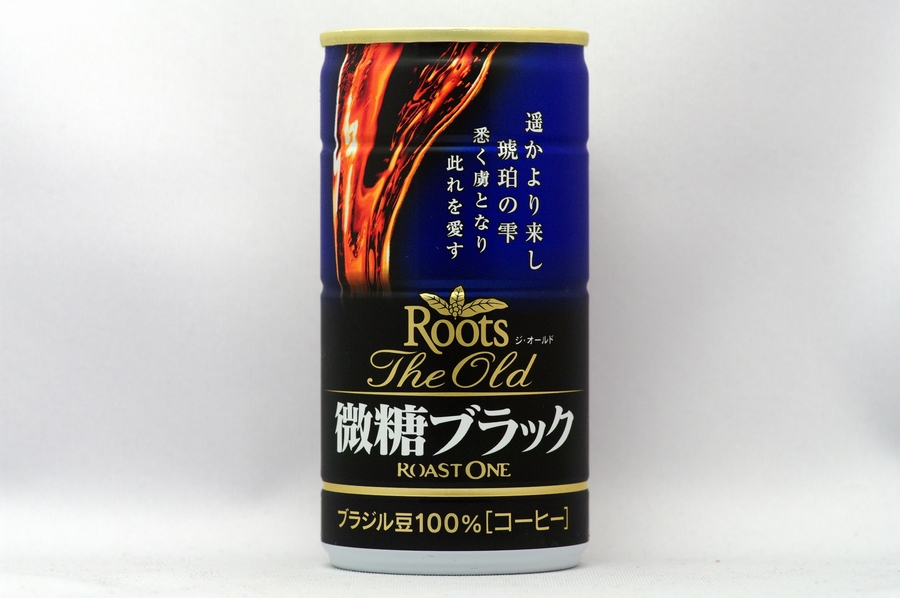 遥かより来し
琥珀の雫
悉く虜となり
此れを愛す
Roots
ジ・オールド
The Old
微糖ブラック
ROAST ONE
ブラジル豆100%[コーヒー]